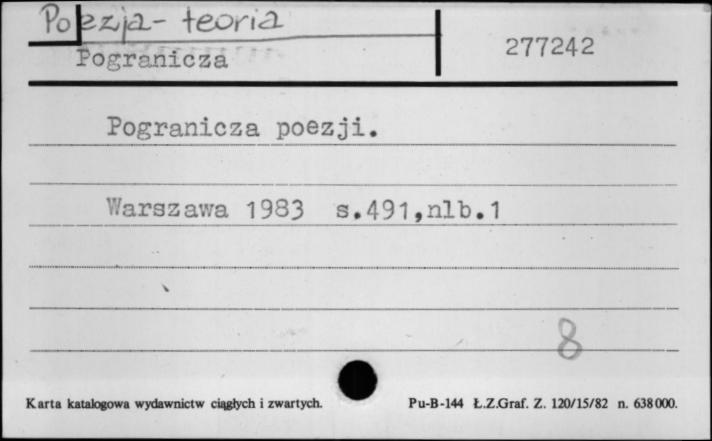 Poezja - teoria
Pogranicza
277242
Pogranicza poezji.
Warszawa 1983 s.491,nlb.1
8
Karta katalogowa wydawnictw ciągłych i zwartych.
Pu-B-144 Ł.Z.Graf. Z. 120/15/82 n. 638000.